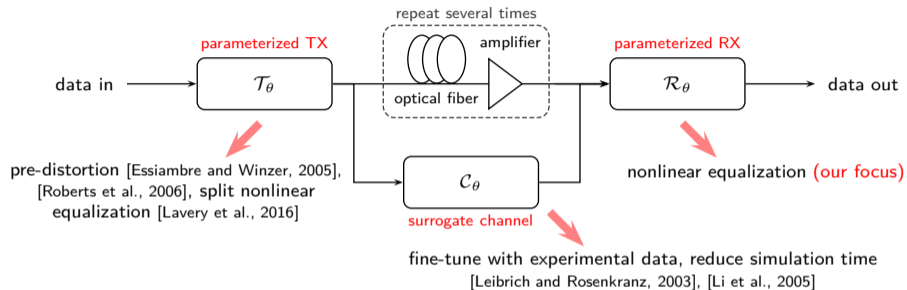 repeat several times
parameterized TX
amplifier
parameterized RX
data in
𝒯θ
optical fiber
ℛθ
data out
pre-distortion [Essiambre and Winzer, 2005],
[Roberts et al., 2006], split nonlinear
equalization [Lavery et al., 2016]
𝒞θ
surrogate channel
nonlinear equalization (our focus)
fine-tune with experimental data, reduce simulation time
[Leibrich and Rosenkranz, 2003], [Li et al., 2005]